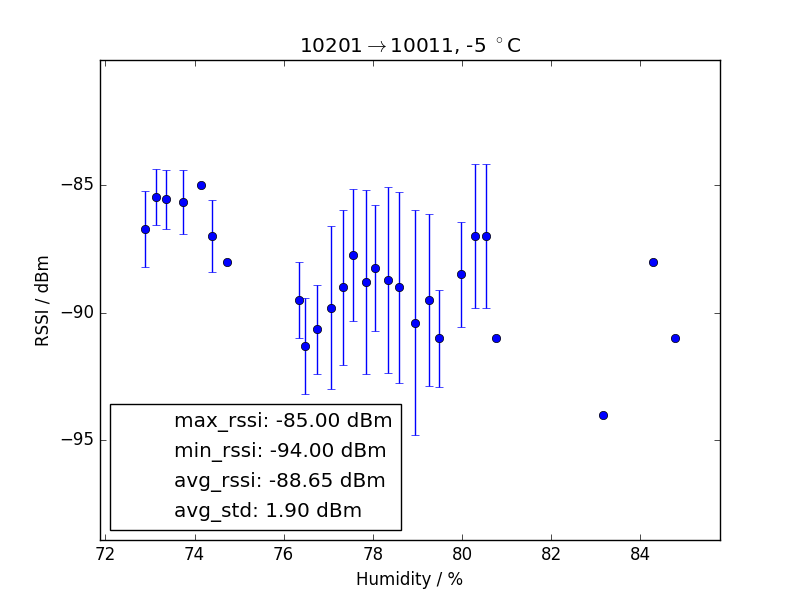 10201→10011, -5 °C
RSSI / dBm
−85
−90
−95
max_rssi: -85.00 dBm
min_rssi: -94.00 dBm
avg_rssi: -88.65 dBm
avg_std: 1.90 dBm
72 74 76 78 80 82 84
Humidity / %